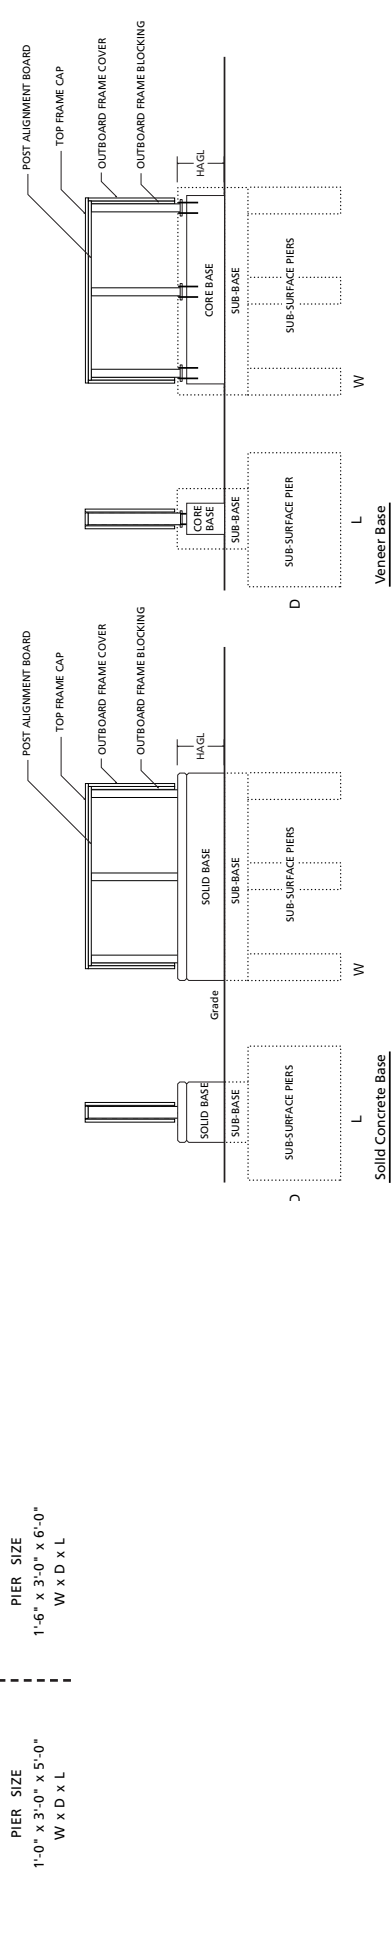 PIER SIZE
1'-0" x 3'-0" x 5'-0"
W x D x L
PIER SIZE
1'-6" x 3'-0" x 6'-0"
W x D x L
POST ALIGNMENT BOARD
TOP FRAME CAP
OUTBOARD FRAME COVER
OUTBOARD FRAME BLOCKING
HAGL
Grade
SOLID BASE
SOLID BASE
SUB-BASE
SUB-BASE
SUB-SURFACE PIERS
SUB-SURFACE PIERS
D
L
W
Solid Concrete Base
POST ALIGNMENT BOARD
TOP FRAME CAP
OUTBOARD FRAME COVER
OUTBOARD FRAME BLOCKING
HAGL
CORE
BASE
CORE BASE
SUB-BASE
SUB-BASE
SUB-SURFACE PIER
SUB-SURFACE PIERS
D
L
W
Veneer Base